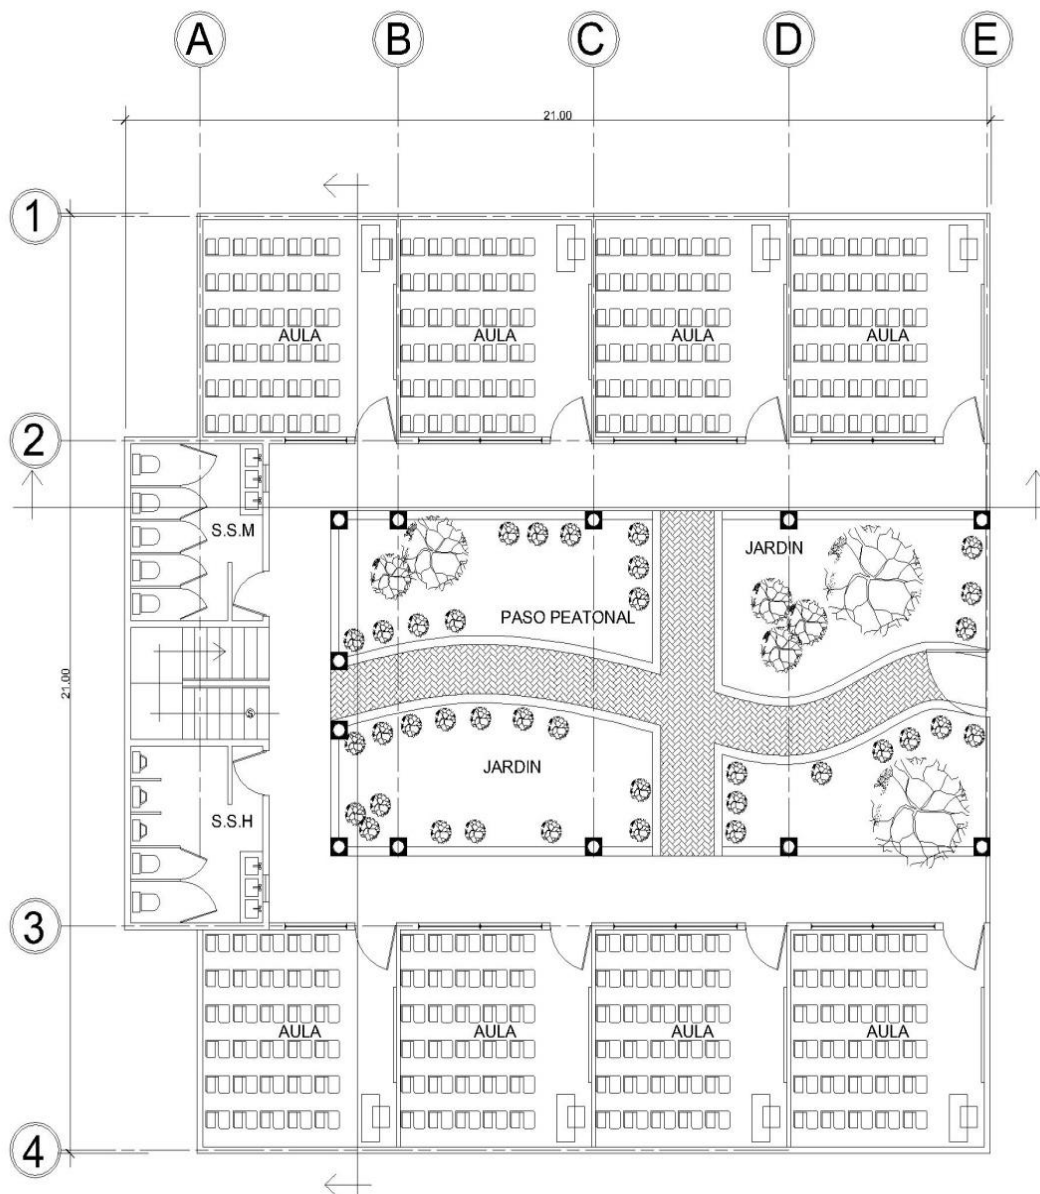 A B C D E
21.00
1
AULA AULA AULA AULA
2
S.S.M
JARDIN
PASO PEATONAL
21.00
S
JARDIN
S.S.H
3
AULA AULA AULA AULA
4